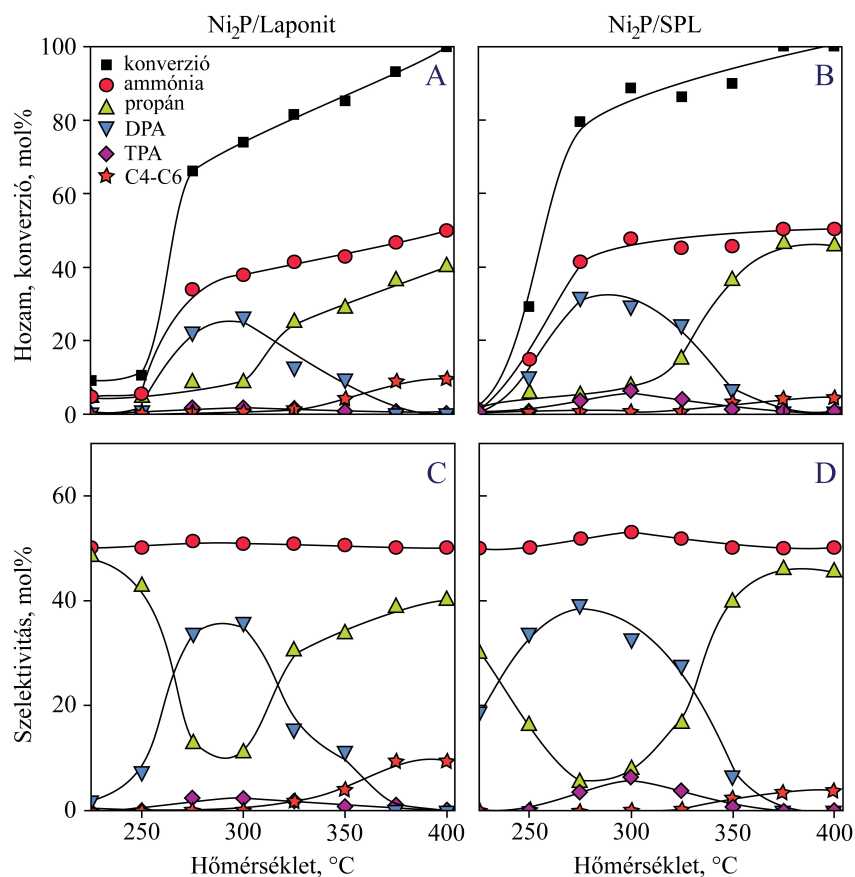 Ni₂P/Laponit
Ni₂P/SPL
100
80
60
40
20
0
Hozam, konverzió, mol%
konverzió
ammónia
propán
DPA
TPA
C4-C6
A
B
60
40
20
0
Szelektivitás, mol%
C
D
250 300 350 400
250 300 350 400
Hőmérséklet, °C
Hőmérséklet, °C